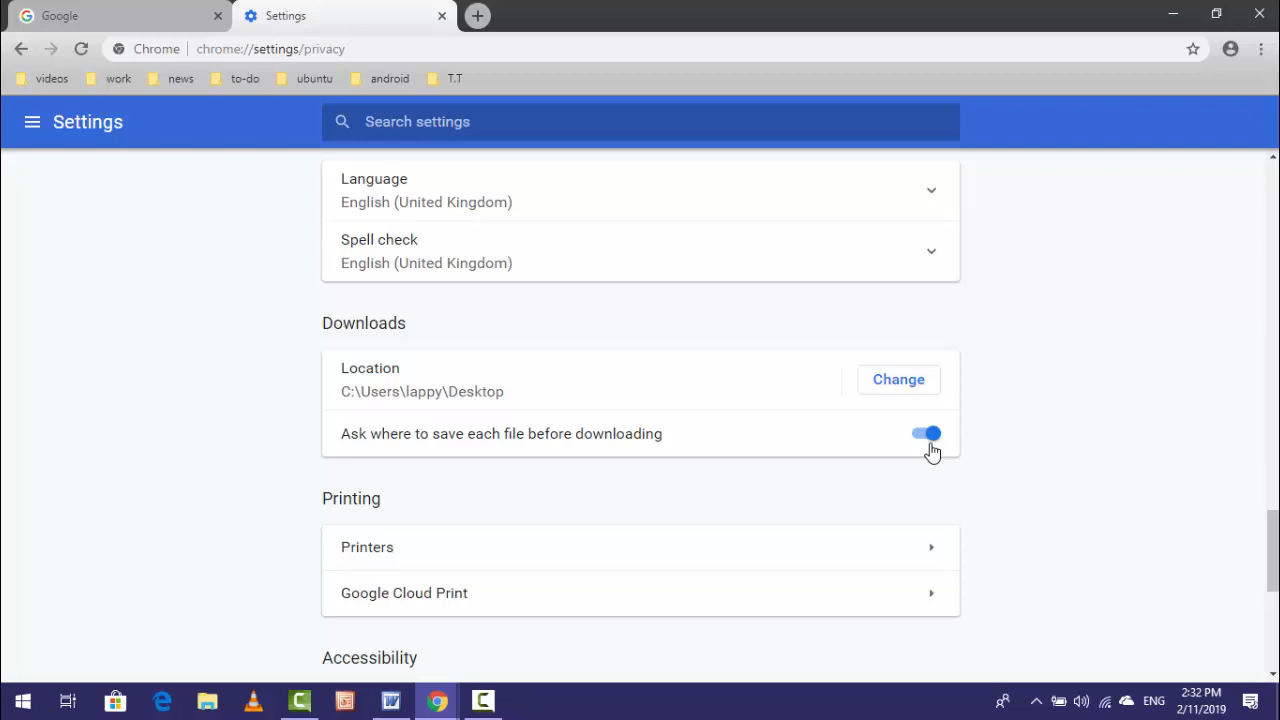 Google
Settings
Chrome
chrome://settings/privacy
videos
work
news
to-do
ubuntu
android
T.T
Settings
Search settings
Language
English (United Kingdom)
Spell check
English (United Kingdom)
Downloads
Location
C:\Users\lappy\Desktop
Change
Ask where to save each file before downloading
Printing
Printers
Google Cloud Print
Accessibility
ENG
2:32 PM
2/11/2019